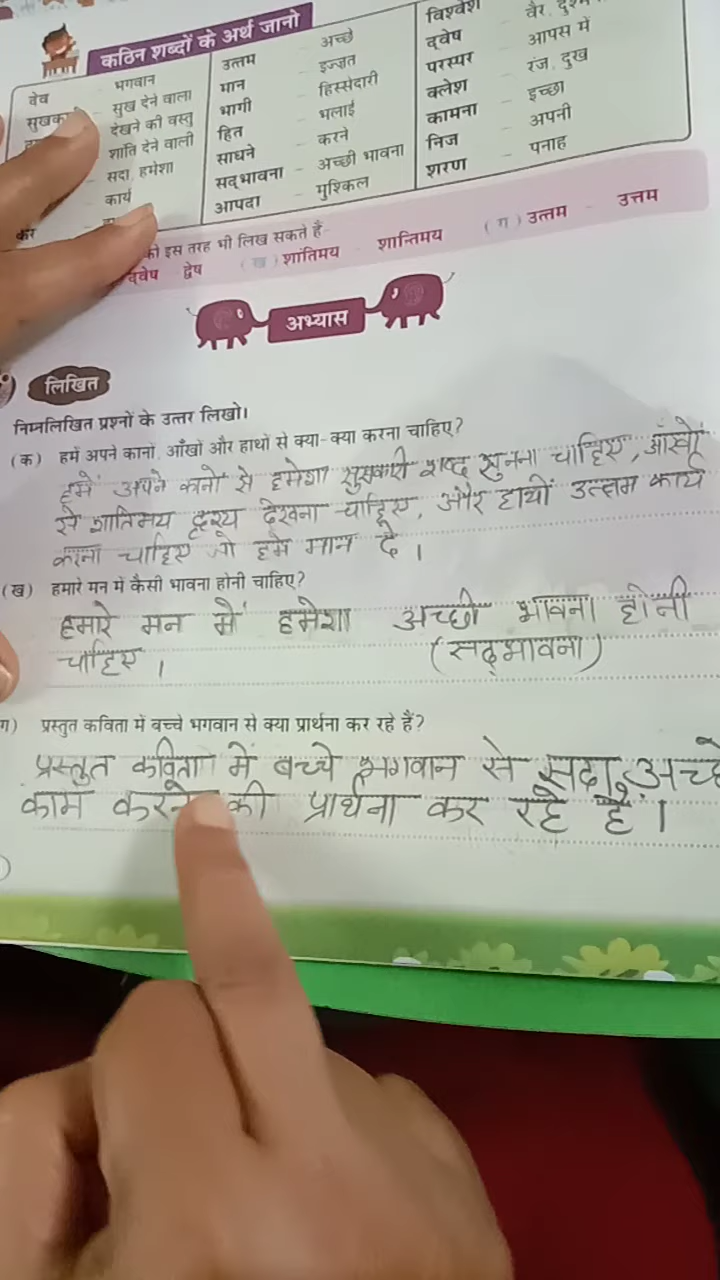 कठिन शब्दों के अर्थ जानो
देव – भगवान
सुख देने वाला
देखने की वस्तु
शांति देने वाली
सदा, हमेशा
कार्य
कर
उत्तम – अच्छे
मान – इज्ज़त
भागी – हिस्सेदारी
हित – भलाई
साधने – करने
सद्भावना – अच्छी भावना
आपदा – मुश्किल
द्वेष
परस्पर – आपस में
क्लेश – रंज, दुख
कामना – इच्छा
निज – अपनी
शरण – पनाह
को इस तरह भी लिख सकते हैं–
द्वेष द्वेष (ख) शांतिमय – शान्तिमय (ग) उत्तम – उत्तम
अभ्यास
लिखित
निम्नलिखित प्रश्नों के उत्तर लिखो।
(क) हमें अपने कानों, आँखों और हाथों से क्या-क्या करना चाहिए?
हमें अपने कानों से हमेशा सुखकारी शब्द सुनना चाहिए, आँखों
से शांतिमय दृश्य देखना चाहिए, और हाथों उत्तम कार्य
करना चाहिए जो हमें मान दे।
(ख) हमारे मन में कैसी भावना होनी चाहिए?
हमारे मन में हमेशा अच्छी भावना होनी
चाहिए। (सद्भावना)
ग) प्रस्तुत कविता में बच्चे भगवान से क्या प्रार्थना कर रहे हैं?
प्रस्तुत कविता में बच्चे भगवान से सदा अच्छे
काम करने की प्रार्थना कर रहे हैं।